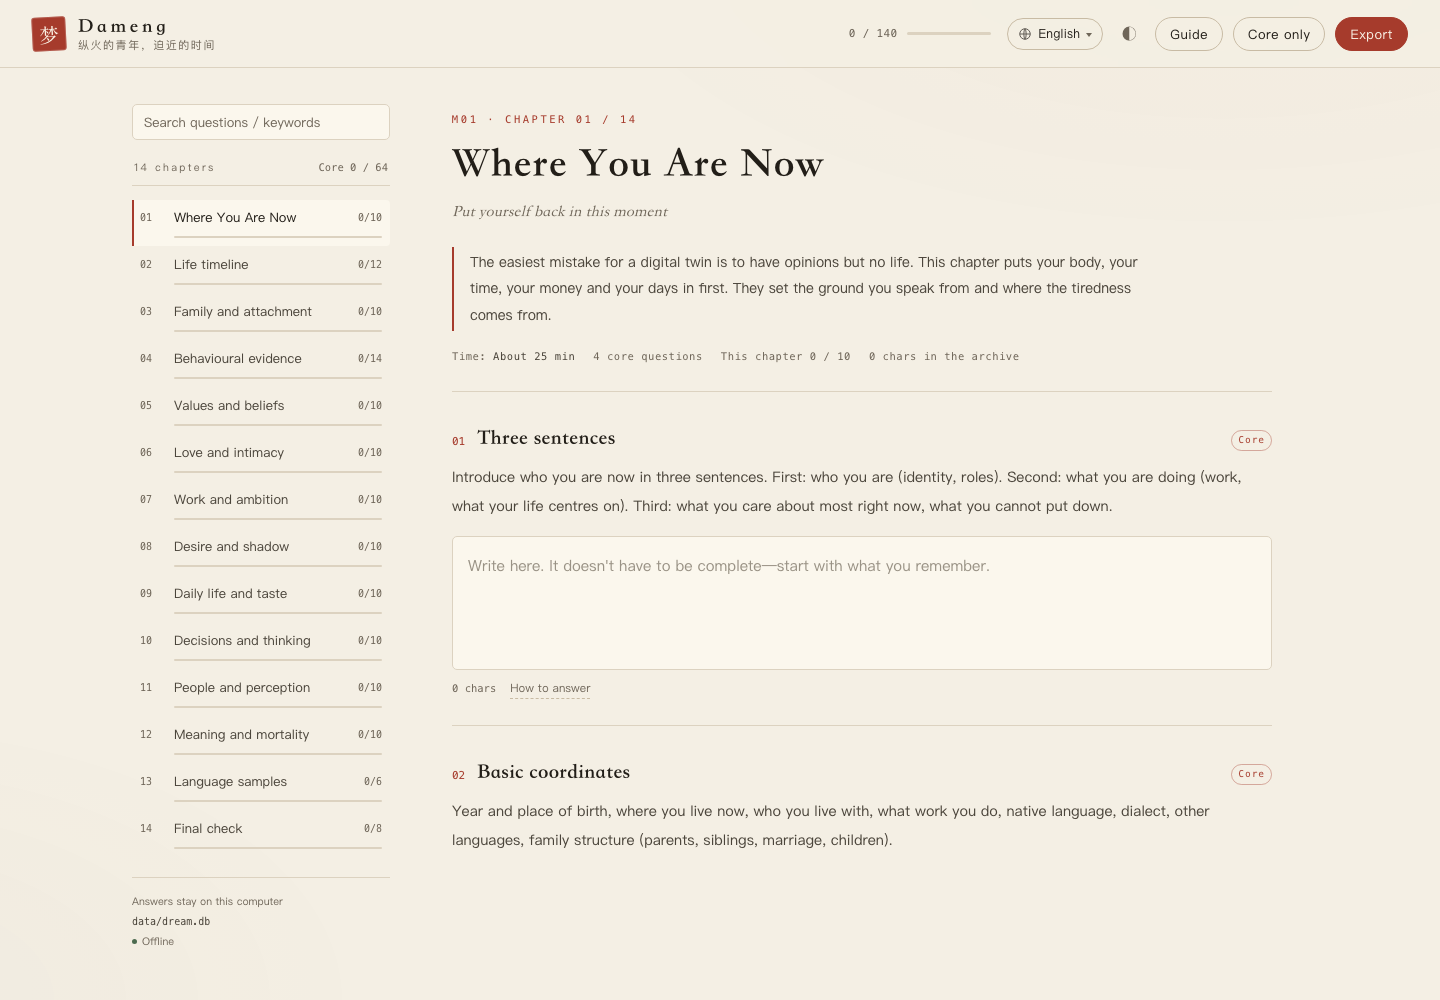 梦
Dameng
纵火的青年，迫近的时间
0 / 140
English
Guide
Core only
Export
Search questions / keywords
14 chapters
Core 0 / 64
01 Where You Are Now 0/10
02 Life timeline 0/12
03 Family and attachment 0/10
04 Behavioural evidence 0/14
05 Values and beliefs 0/10
06 Love and intimacy 0/10
07 Work and ambition 0/10
08 Desire and shadow 0/10
09 Daily life and taste 0/10
10 Decisions and thinking 0/10
11 People and perception 0/10
12 Meaning and mortality 0/10
13 Language samples 0/6
14 Final check 0/8
Answers stay on this computer
data/dream.db
Offline
M01 · CHAPTER 01 / 14
Where You Are Now
Put yourself back in this moment
The easiest mistake for a digital twin is to have opinions but no life. This chapter puts your body, your
time, your money and your days in first. They set the ground you speak from and where the tiredness
comes from.
Time: About 25 min 4 core questions This chapter 0 / 10 0 chars in the archive
01 Three sentences Core
Introduce who you are now in three sentences. First: who you are (identity, roles). Second: what you are doing (work,
what your life centres on). Third: what you care about most right now, what you cannot put down.
Write here. It doesn't have to be complete—start with what you remember.
0 chars How to answer
02 Basic coordinates Core
Year and place of birth, where you live now, who you live with, what work you do, native language, dialect, other
languages, family structure (parents, siblings, marriage, children).